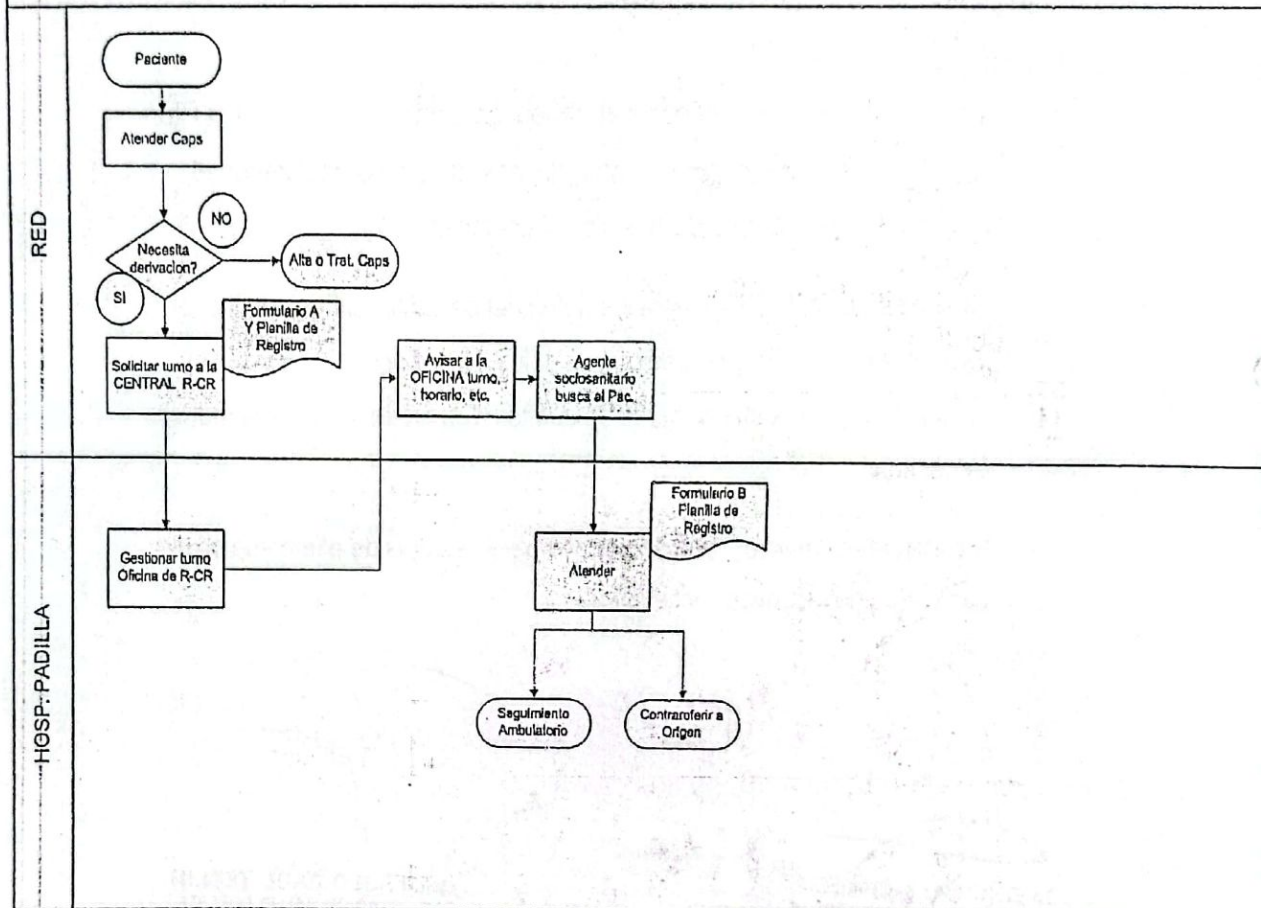 RED
Paciente
Atender Caps
NO
Necesita
derivacion?
Alta o Trat. Caps
SI
Formulario A
Y Planilla de
Registro
Solicitar turno a la
CENTRAL R-CR
Avisar a la
OFICINA turno,
horario, etc.
Agente
sociosanitario
busca al Pac.
HOSP. PADILLA
Gestionar turno
Oficina de R-CR
Formulario B
Planilla de
Registro
Atender
Seguimiento
Ambulatorio
Contraroferir a
Origen